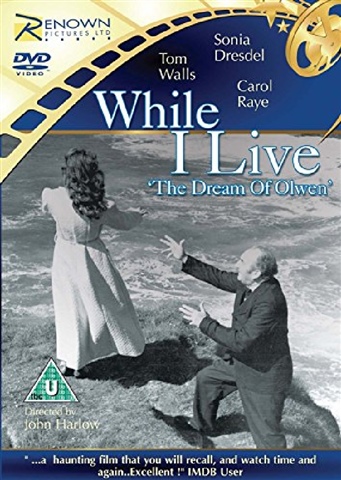 RENOWN
PICTURES LTD
DVD
VIDEO
Sonia
Dresdel
Tom
Walls
Carol
Raye
While
I Live
'The Dream Of Olwen'
U
Directed by
John Harlow
" ...a haunting film that you will recall, and watch time and
again..Excellent !" IMDB User